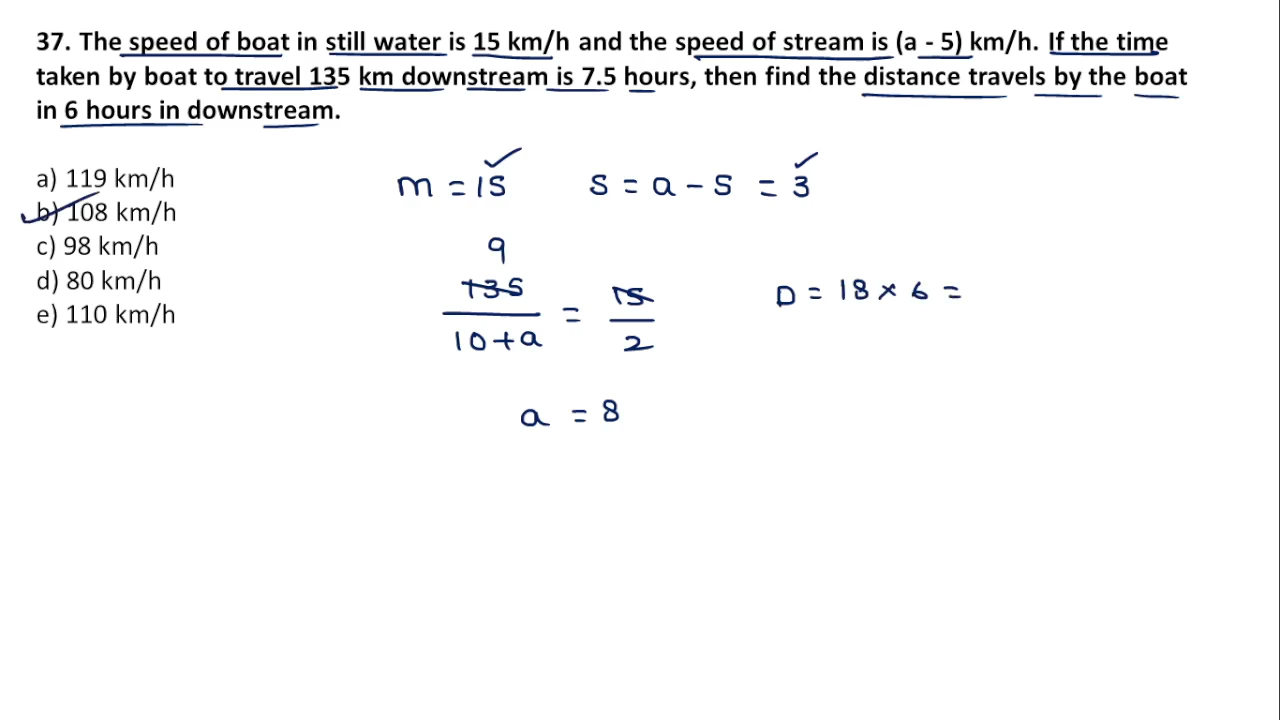 37. The speed of boat in still water is 15 km/h and the speed of stream is (a - 5) km/h. If the time
taken by boat to travel 135 km downstream is 7.5 hours, then find the distance travels by the boat
in 6 hours in downstream.
a) 119 km/h
b) 108 km/h
c) 98 km/h
d) 80 km/h
e) 110 km/h
m = 15
s = a - 5 = 3
9
135
10+a
=
15
2
D = 18 × 6 =
a = 8